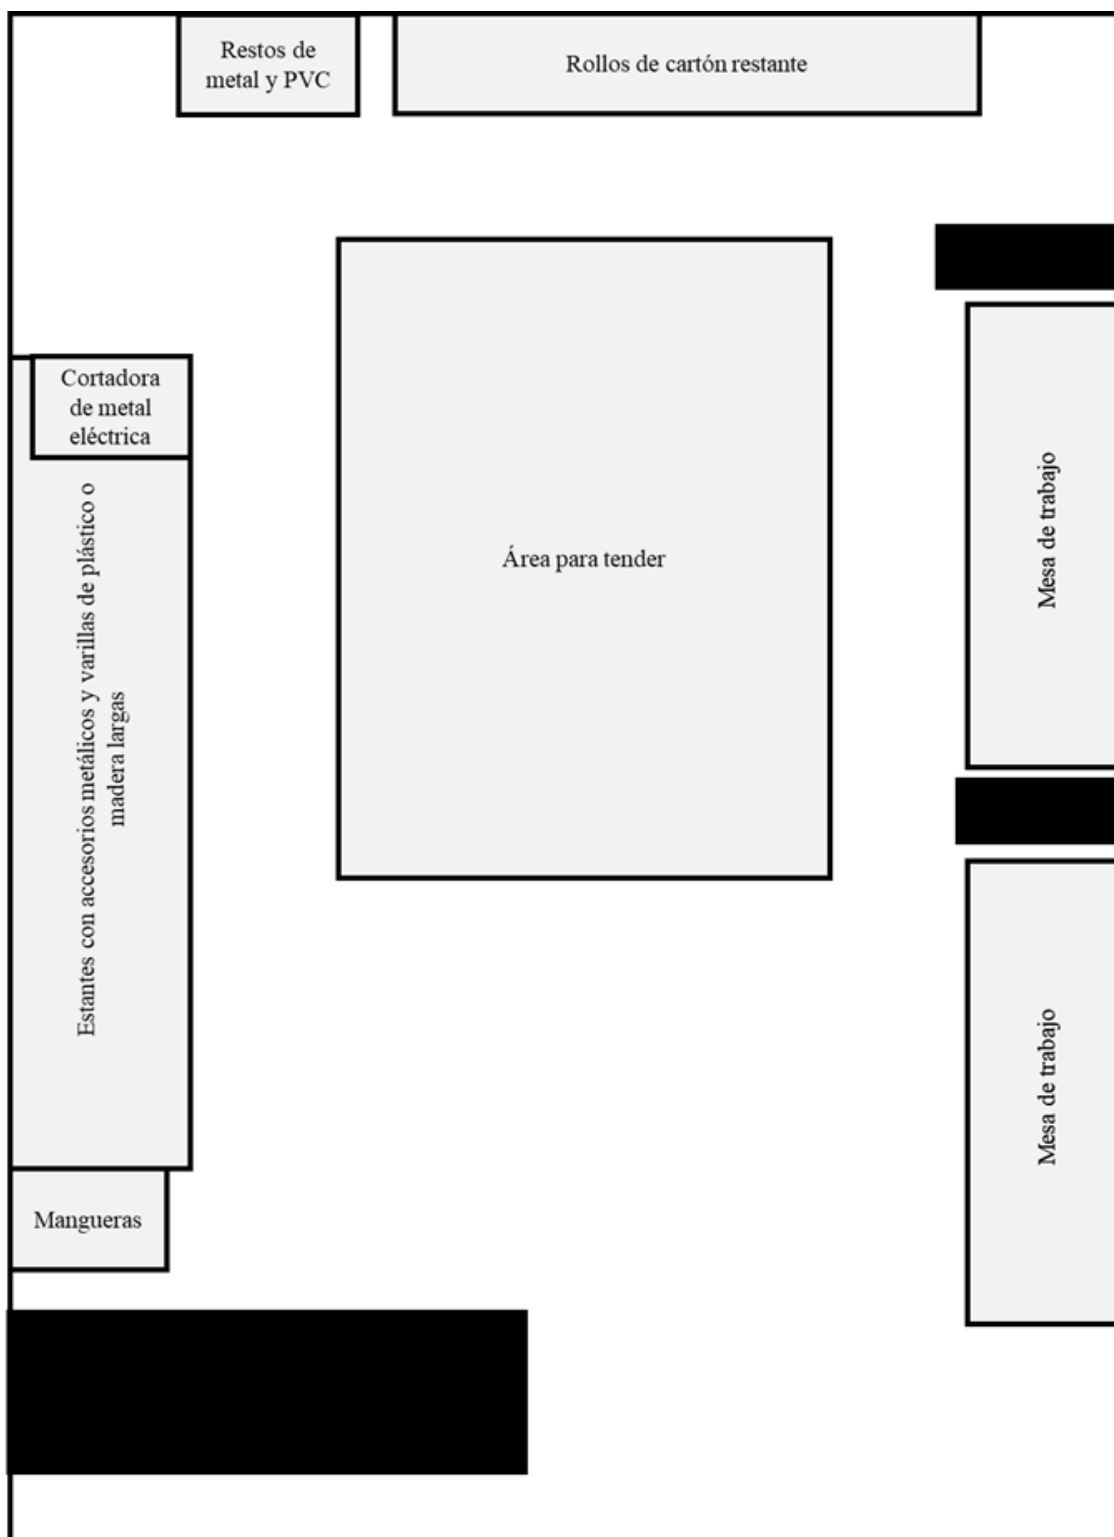 Restos de
metal y PVC
Rollos de cartón restante
Cortadora
de metal
eléctrica
Estantes con accesorios metálicos y varillas de plástico o
madera largas
Área para tender
Mesa de trabajo
Mesa de trabajo
Mangueras